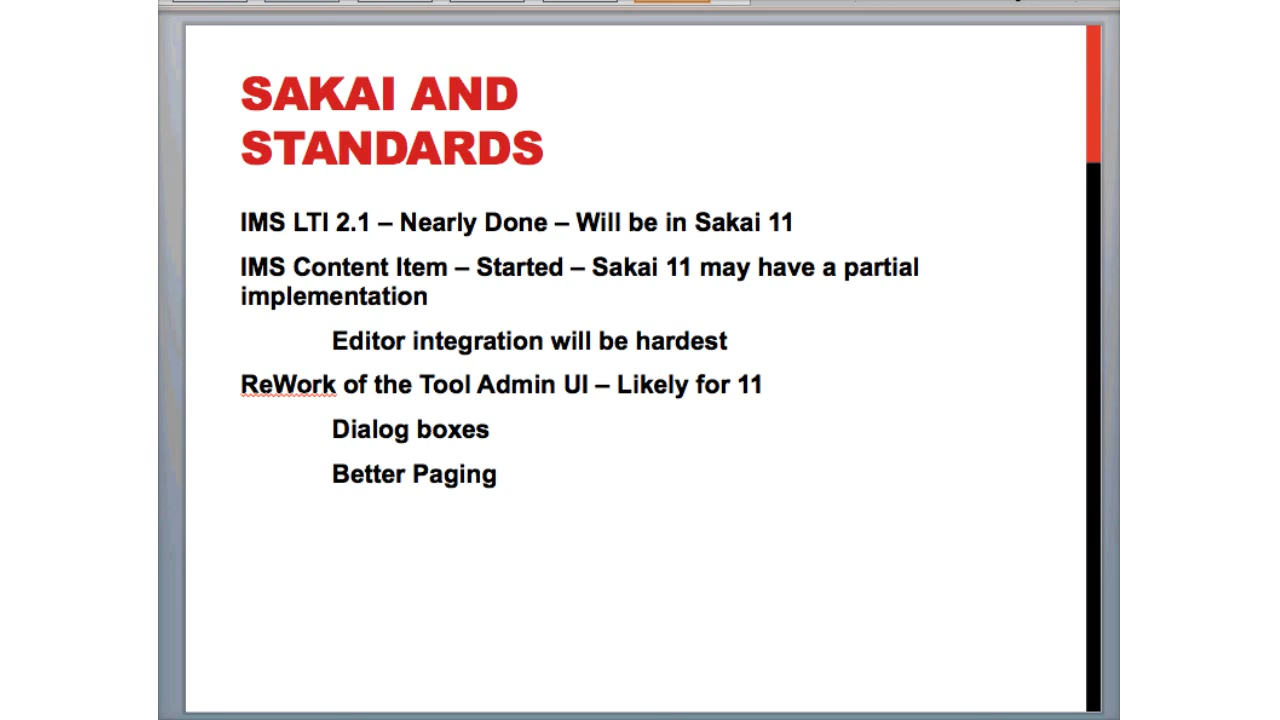 SAKAI AND
STANDARDS
IMS LTI 2.1 – Nearly Done – Will be in Sakai 11
IMS Content Item – Started – Sakai 11 may have a partial
implementation
Editor integration will be hardest
ReWork of the Tool Admin UI – Likely for 11
Dialog boxes
Better Paging